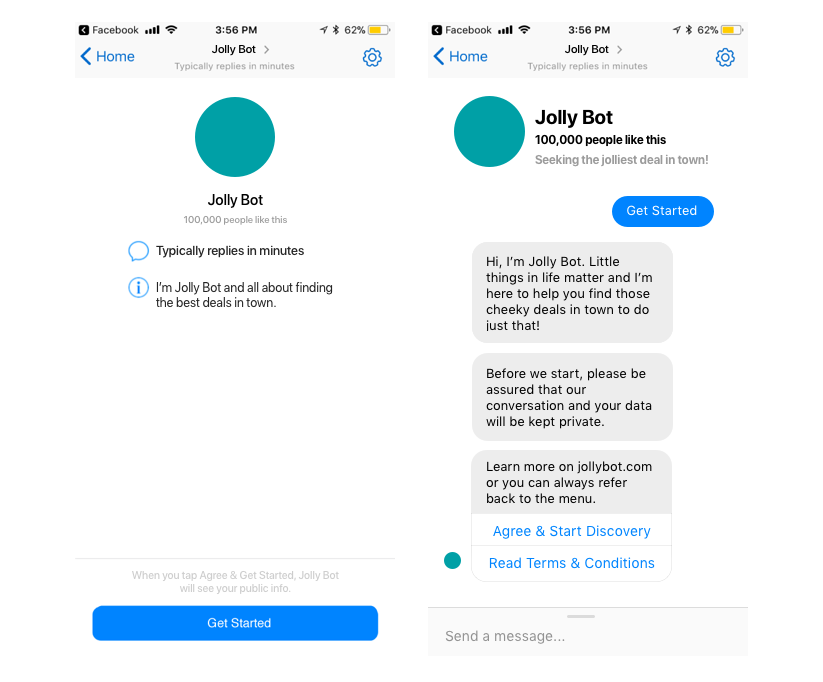 Facebook 3:56 PM 62%
Home Jolly Bot
Typically replies in minutes
Jolly Bot
100,000 people like this
Typically replies in minutes
I'm Jolly Bot and all about finding
the best deals in town.
When you tap Agree & Get Started, Jolly Bot
will see your public info.
Get Started
Facebook 3:56 PM 62%
Home Jolly Bot
Typically replies in minutes
Jolly Bot
100,000 people like this
Seeking the jolliest deal in town!
Get Started
Hi, I'm Jolly Bot. Little
things in life matter and I'm
here to help you find those
cheeky deals in town to do
just that!
Before we start, please be
assured that our
conversation and your data
will be kept private.
Learn more on jollybot.com
or you can always refer
back to the menu.
Agree & Start Discovery
Read Terms & Conditions
Send a message...